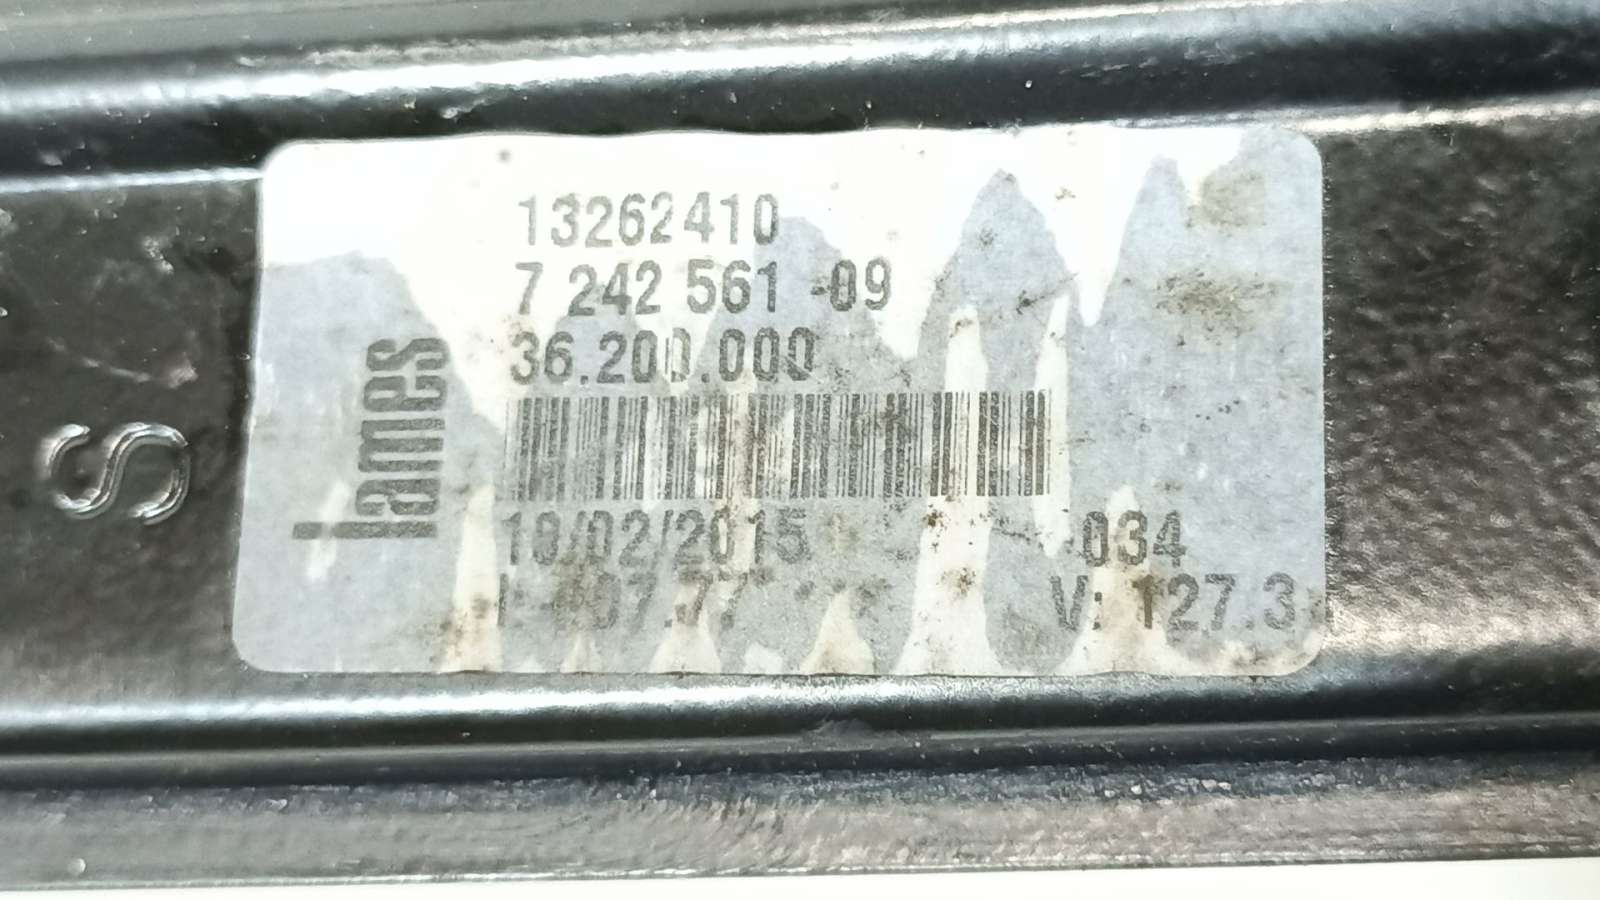 13262410
7 242 561 -09
36.200.000
lames
034
V: 127.3
S